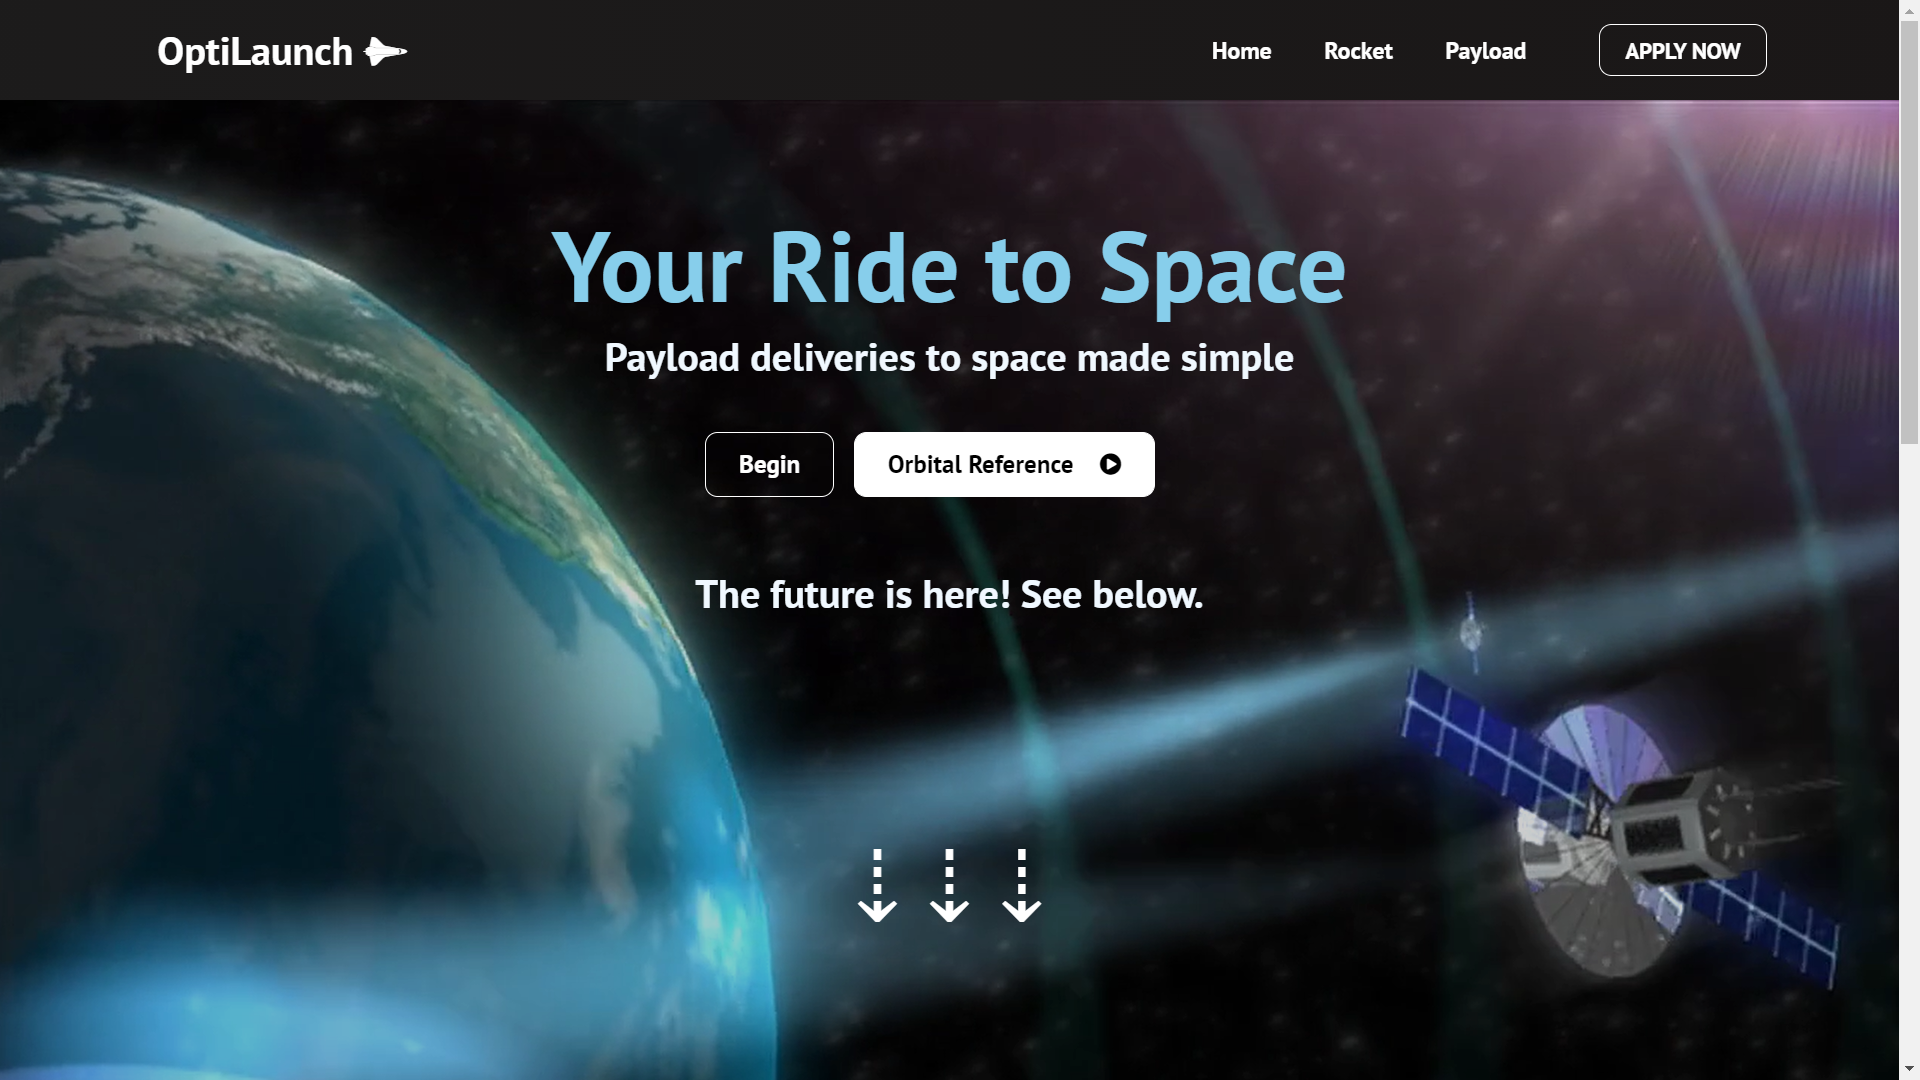 OptiLaunch
Home Rocket Payload APPLY NOW
Your Ride to Space
Payload deliveries to space made simple
Begin Orbital Reference
The future is here! See below.